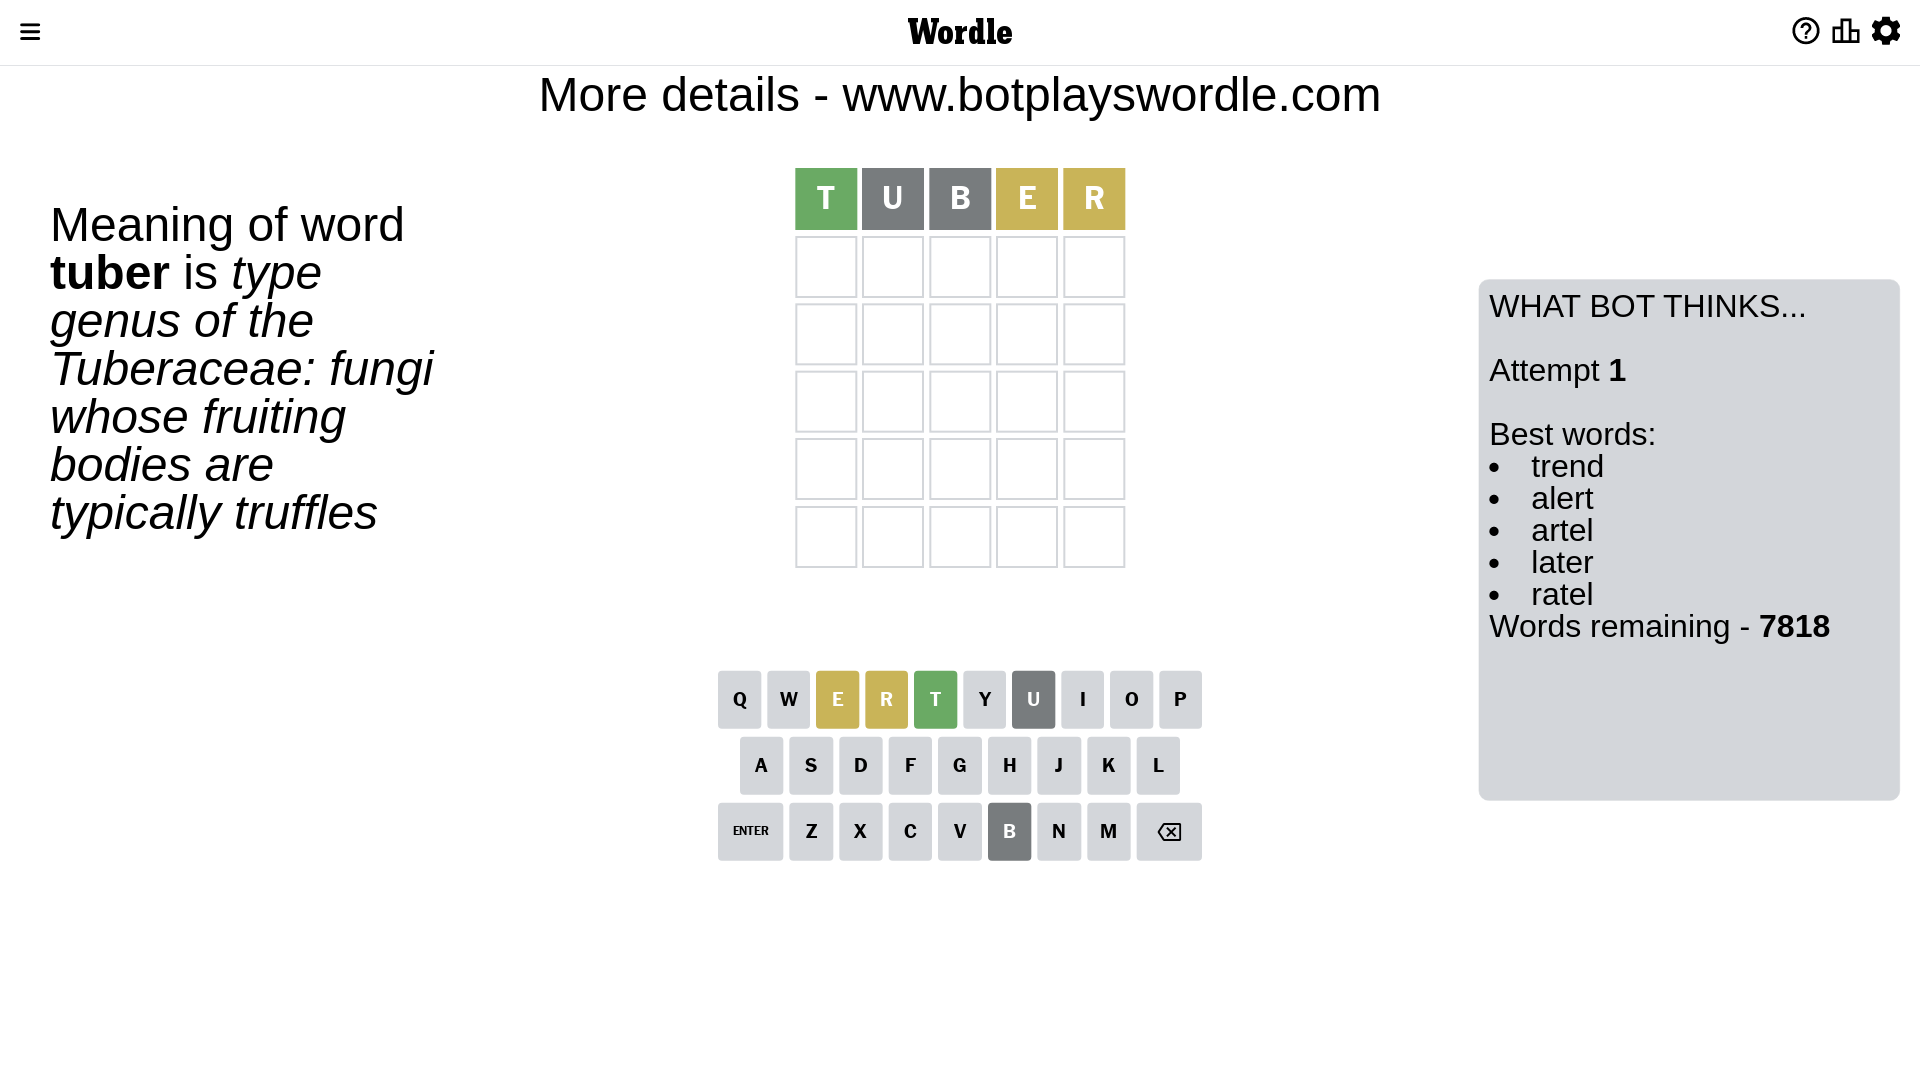 Wordle
More details - www.botplayswordle.com
TUBER
Meaning of word
tuber is type
genus of the
Tuberaceae: fungi
whose fruiting
bodies are
typically truffles
WHAT BOT THINKS...
Attempt 1
Best words:
• trend
• alert
• artel
• later
• ratel
Words remaining - 7818
Q W E R T Y U I O P
A S D F G H J K L
ENTER Z X C V B N M